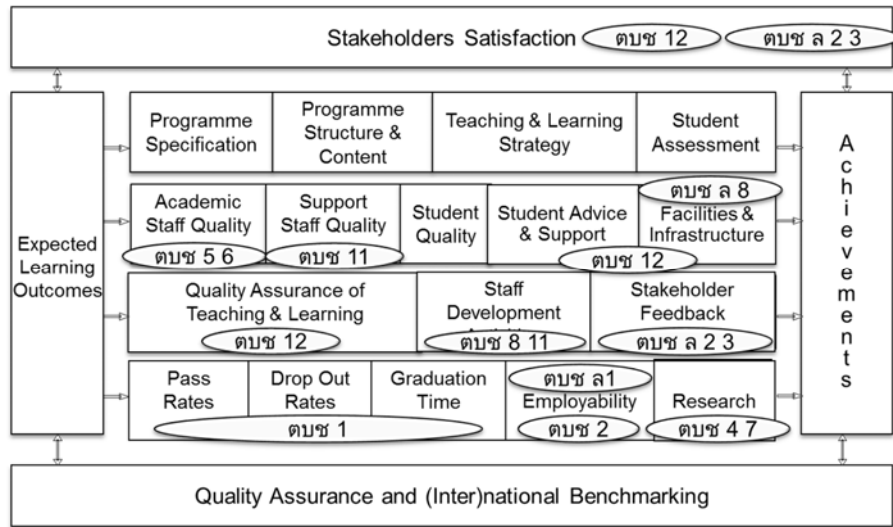 Stakeholders Satisfaction ตบช 12 ตบช ล 2 3
Programme
Specification
Programme
Structure &
Content
Teaching & Learning
Strategy
Student
Assessment
Academic
Staff Quality
ตบช 5 6
Support
Staff Quality
ตบช 11
Student
Quality
Student Advice
& Support
ตบช ล 8
Facilities &
Infrastructure
ตบช 12
Expected
Learning
Outcomes
Quality Assurance of
Teaching & Learning
ตบช 12
Staff
Development
ตบช 8 11
Stakeholder
Feedback
ตบช ล 2 3
Pass
Rates
Drop Out
Rates
Graduation
Time
ตบช 1
ตบช ล1
Employability
ตบช 2
Research
ตบช 4 7
Achievements
Quality Assurance and (Inter)national Benchmarking